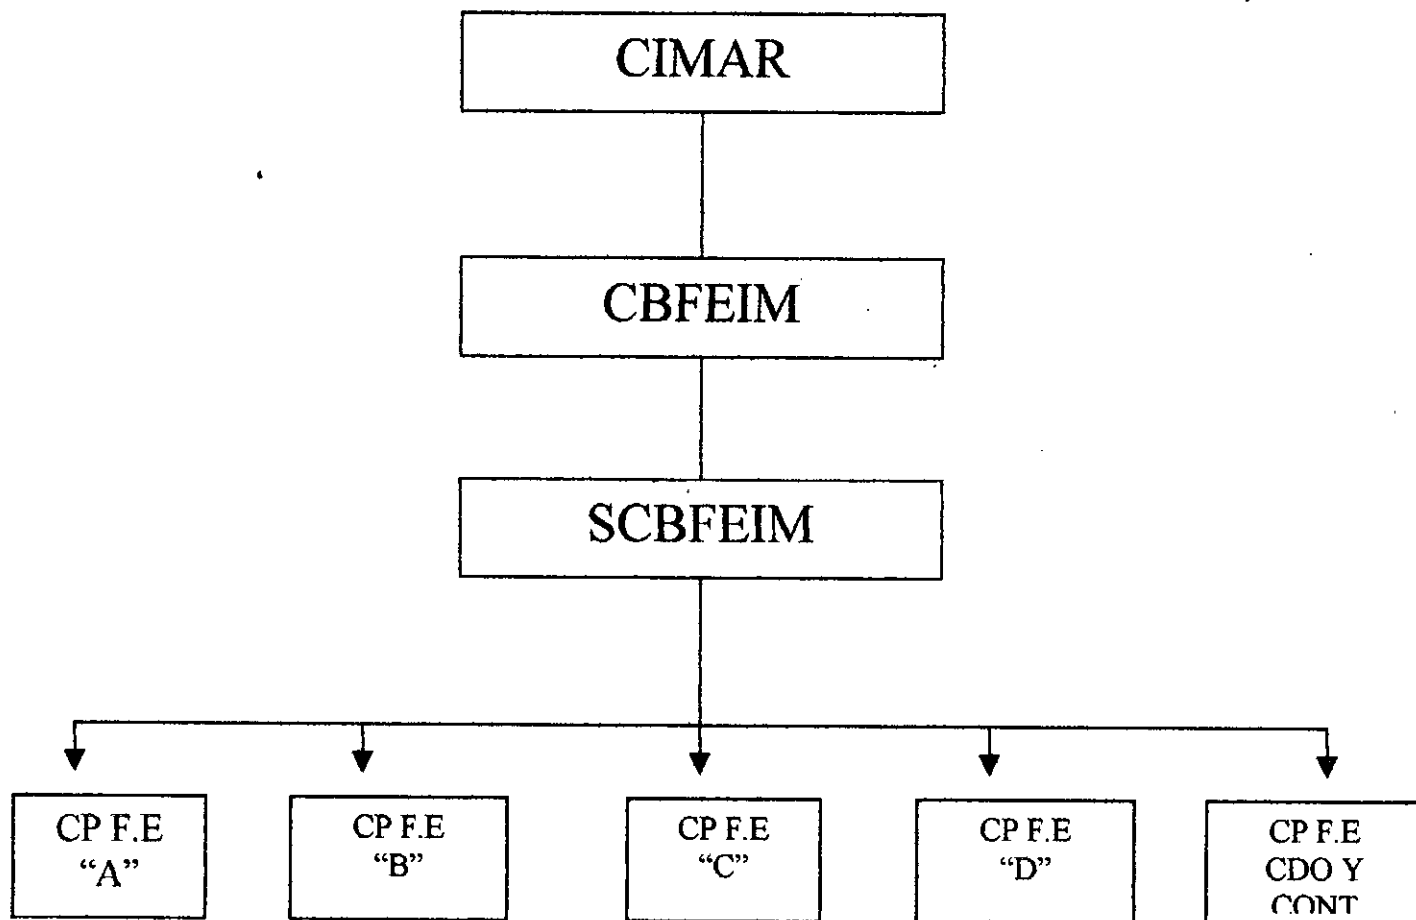 CIMAR
CBFEIM
SCBFEIM
CP F.E
“A”
CP F.E
“B”
CP F.E
“C”
CP F.E
“D”
CP F.E
CDO Y
CONT